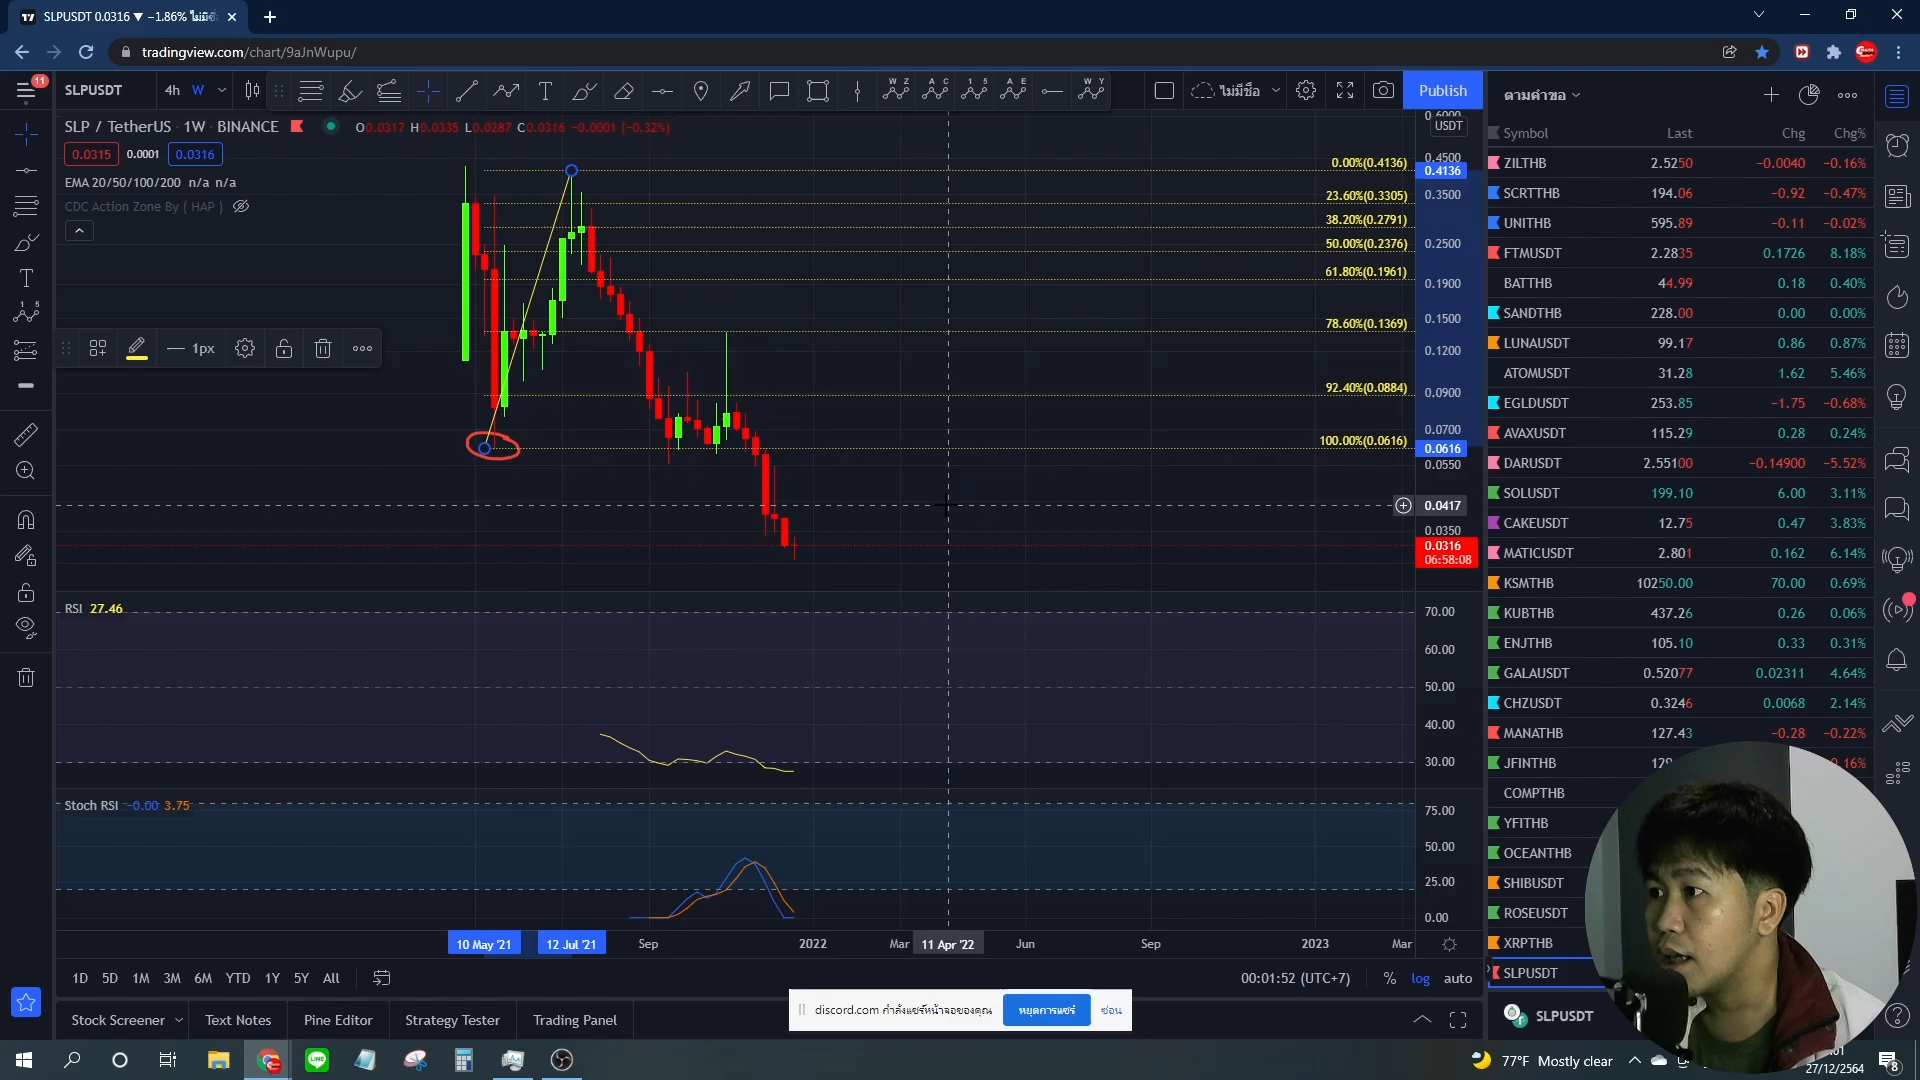 SLPUSDT 0.0316 ▼ −1.86% ไม่มีชื่อ
tradingview.com/chart/9aJnWupu/
11
SLPUSDT
4h W
W Z
A C
1 5
A E
W Y
ไม่มีชื่อ
Publish
ตามคำขอ
SLP / TetherUS · 1W · BINANCE
O0.0317 H0.0335 L0.0287 C0.0316 −0.0001 (−0.32%)
0.0315 0.0001 0.0316
EMA 20/50/100/200 n/a n/a
CDC Action Zone By ( HAP )
1 5
1px
0.00%(0.4136)
23.60%(0.3305)
38.20%(0.2791)
50.00%(0.2376)
61.80%(0.1961)
78.60%(0.1369)
92.40%(0.0884)
100.00%(0.0616)
0.6000
USDT
0.4500
0.4136
0.3500
0.2500
0.1900
0.1500
0.1200
0.0900
0.0700
0.0616
0.0550
0.0417
0.0350
0.0316
06:58:08
RSI 27.46
70.00
60.00
50.00
40.00
30.00
Stoch RSI −0.00 3.75
75.00
50.00
25.00
0.00
10 May '21 12 Jul '21 Sep 2022 Mar 11 Apr '22 Jun Sep 2023 Mar
1D 5D 1M 3M 6M YTD 1Y 5Y All
00:01:52 (UTC+7) % log auto
discord.com กำลังแชร์หน้าจอของคุณ หยุดการแชร์ ซ่อน
Stock Screener Text Notes Pine Editor Strategy Tester Trading Panel
Symbol Last Chg Chg%
ZILTHB 2.5250 −0.0040 −0.16%
SCRTTHB 194.06 −0.92 −0.47%
UNITHB 595.89 −0.11 −0.02%
FTMUSDT 2.2835 0.1726 8.18%
BATTHB 44.99 0.18 0.40%
SANDTHB 228.00 0.00 0.00%
LUNAUSDT 99.17 0.86 0.87%
ATOMUSDT 31.28 1.62 5.46%
EGLDUSDT 253.85 −1.75 −0.68%
AVAXUSDT 115.29 0.28 0.24%
DARUSDT 2.55100 −0.14900 −5.52%
SOLUSDT 199.10 6.00 3.11%
CAKEUSDT 12.75 0.47 3.83%
MATICUSDT 2.801 0.162 6.14%
KSMTHB 10250.00 70.00 0.69%
KUBTHB 437.26 0.26 0.06%
ENJTHB 105.10 0.33 0.31%
GALAUSDT 0.52077 0.02311 4.64%
CHZUSDT 0.3246 0.0068 2.14%
MANATHB 127.43 −0.28 −0.22%
JFINTHB
COMPTHB
YFITHB
OCEANTHB
SHIBUSDT
ROSEUSDT
XRPTHB
SLPUSDT
SLPUSDT
77°F Mostly clear
27/12/2564
8